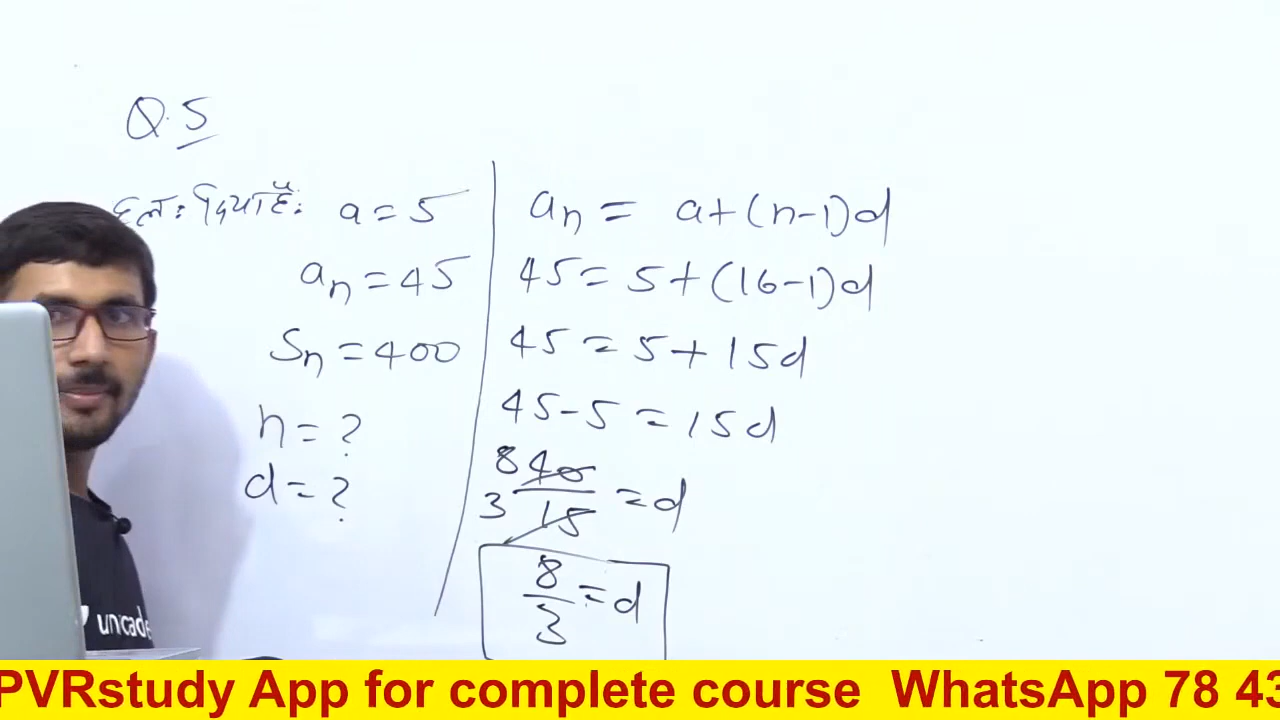 Q.5
हल: दिया है: a = 5
an = 45
Sn = 400
n = ?
d = ?
an = a+(n-1)d
45 = 5+(16-1)d
45 = 5+15d
45-5 = 15d
8 40
3 15 = d
8/3 = d
unacade
PVRstudy App for complete course WhatsApp 78 43